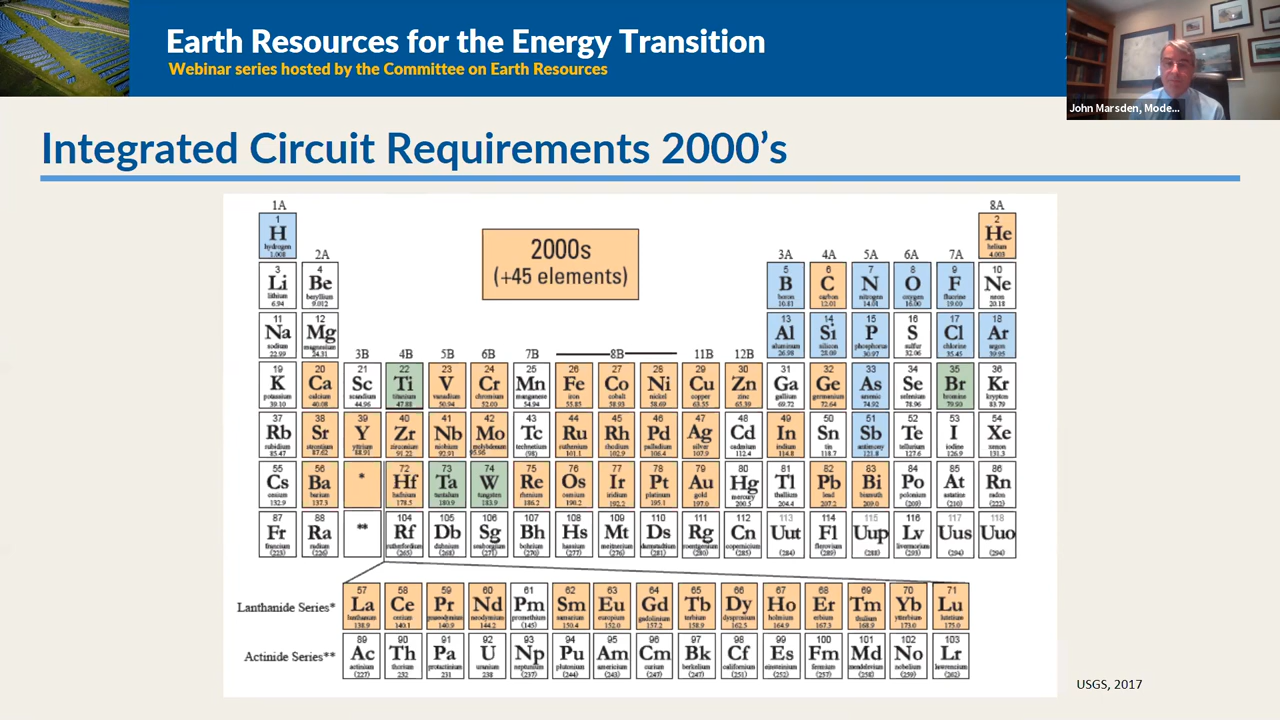 Earth Resources for the Energy Transition
Webinar series hosted by the Committee on Earth Resources
John Marsden, Mode...
Integrated Circuit Requirements 2000's
2000s
(+45 elements)
1A 8A
1 2
H He
hydrogen helium
1.008 4.003
2A 3A 4A 5A 6A 7A
3 4 5 6 7 8 9 10
Li Be B C N O F Ne
lithium beryllium boron carbon nitrogen oxygen fluorine neon
6.94 9.012 10.81 12.01 14.01 16.00 19.00 20.18
11 12 13 14 15 16 17 18
Na Mg Al Si P S Cl Ar
sodium magnesium aluminum silicon phosphorus sulfur chlorine argon
22.99 24.31 26.98 28.09 30.97 32.06 35.45 39.95
3B 4B 5B 6B 7B 8B 11B 12B
19 20 21 22 23 24 25 26 27 28 29 30 31 32 33 34 35 36
K Ca Sc Ti V Cr Mn Fe Co Ni Cu Zn Ga Ge As Se Br Kr
potassium calcium scandium titanium vanadium chromium manganese iron cobalt nickel copper zinc gallium germanium arsenic selenium bromine krypton
39.10 40.08 44.96 47.88 50.94 52.00 54.94 55.85 58.93 58.69 63.55 65.39 69.72 72.64 74.92 78.96 79.90 83.79
37 38 39 40 41 42 43 44 45 46 47 48 49 50 51 52 53 54
Rb Sr Y Zr Nb Mo Tc Ru Rh Pd Ag Cd In Sn Sb Te I Xe
rubidium strontium yttrium zirconium niobium molybdenum technetium ruthenium rhodium palladium silver cadmium indium tin antimony tellurium iodine xenon
85.47 87.62 88.91 91.22 92.91 95.96 (98) 101.1 102.9 106.4 107.9 112.4 114.8 118.7 121.8 127.6 126.9 131.3
55 56 * 72 73 74 75 76 77 78 79 80 81 82 83 84 85 86
Cs Ba Hf Ta W Re Os Ir Pt Au Hg Tl Pb Bi Po At Rn
cesium barium hafnium tantalum tungsten rhenium osmium iridium platinum gold mercury thallium lead bismuth polonium astatine radon
132.9 137.3 178.5 180.9 183.9 186.2 190.2 192.2 195.1 197.0 200.5 204.4 207.2 209.0 (209) (210) (222)
87 88 ** 104 105 106 107 108 109 110 111 112 113 114 115 116 117 118
Fr Ra Rf Db Sg Bh Hs Mt Ds Rg Cn Uut Fl Uup Lv Uus Uuo
francium radium rutherfordium dubnium seaborgium bohrium hassium meitnerium darmstadtium roentgenium copernicium flerovium livermorium
(223) (226) (265) (268) (271) (270) (277) (276) (281) (280) (285) (284) (289) (288) (293) (294) (294)
57 58 59 60 61 62 63 64 65 66 67 68 69 70 71
Lanthanide Series* La Ce Pr Nd Pm Sm Eu Gd Tb Dy Ho Er Tm Yb Lu
lanthanum cerium praseodymium neodymium promethium samarium europium gadolinium terbium dysprosium holmium erbium thulium ytterbium lutetium
138.9 140.1 140.9 144.2 (145) 150.4 152.0 157.2 158.9 162.5 164.9 167.3 168.9 173.0 175.0
89 90 91 92 93 94 95 96 97 98 99 100 101 102 103
Actinide Series** Ac Th Pa U Np Pu Am Cm Bk Cf Es Fm Md No Lr
actinium thorium protactinium uranium neptunium plutonium americium curium berkelium californium einsteinium fermium mendelevium nobelium lawrencium
(227) 232 231 238 (237) (244) (243) (247) (247) (251) (252) (257) (258) (259) (262)
USGS, 2017